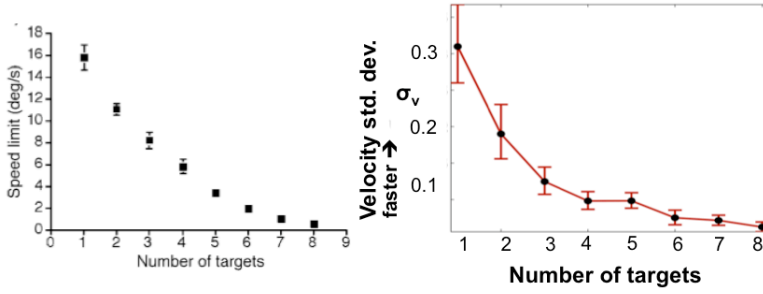 18
16
14
12
10
8
6
4
2
0
Speed limit (deg/s)
0 1 2 3 4 5 6 7 8 9
Number of targets
Velocity std. dev.
faster ➔
σv
0.3
0.2
0.1
1 2 3 4 5 6 7 8
Number of targets